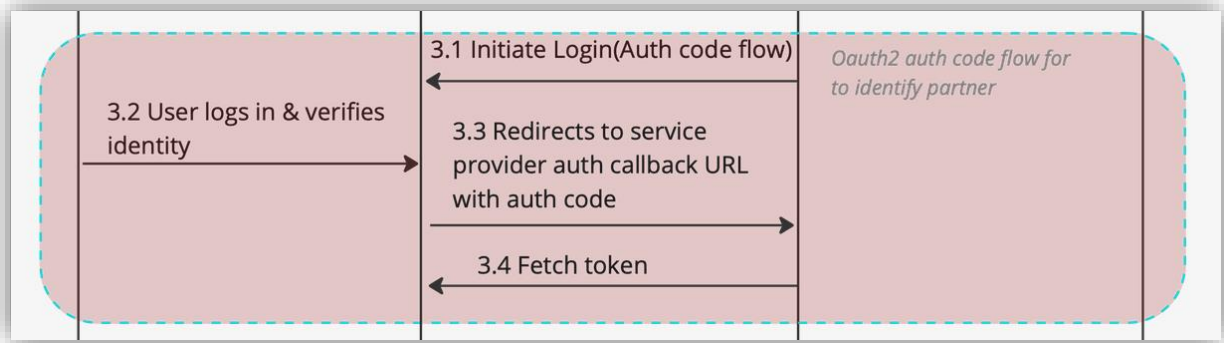 3.1 Initiate Login(Auth code flow)
Oauth2 auth code flow for
to identify partner
3.2 User logs in & verifies
identity
3.3 Redirects to service
provider auth callback URL
with auth code
3.4 Fetch token